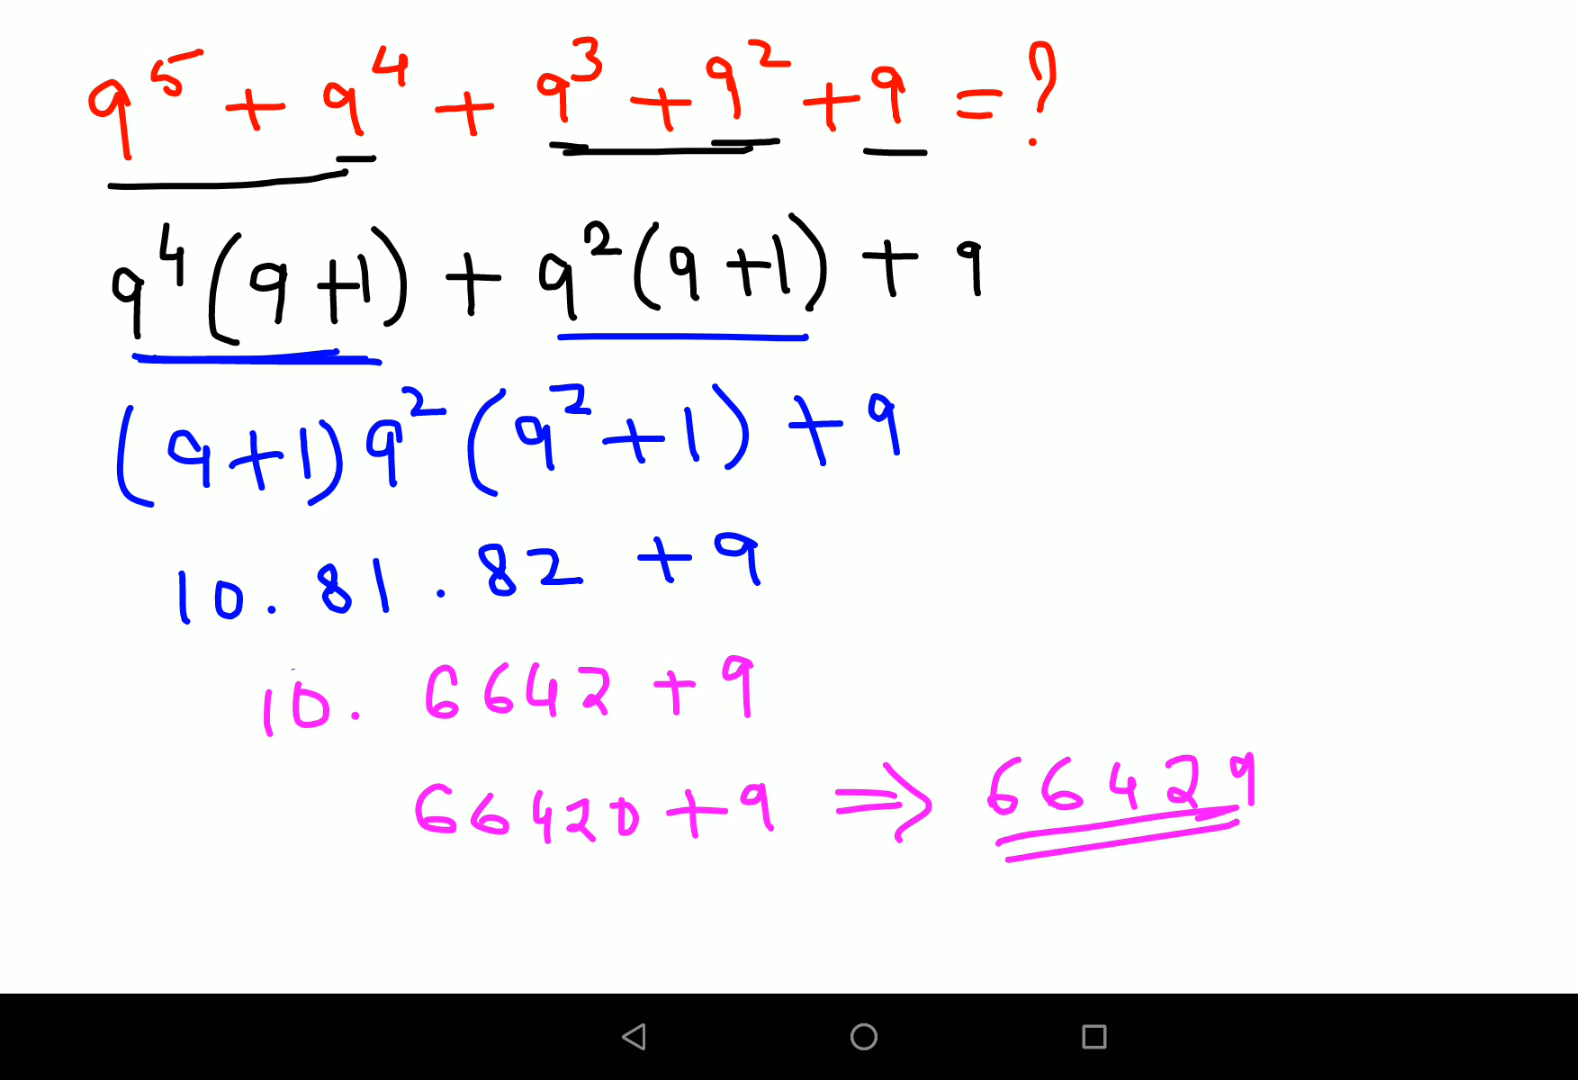 9⁵ + 9⁴ + 9³ + 9² + 9 = ?
9⁴(9+1) + 9²(9+1) + 9
(9+1)9²(9²+1) + 9
10 . 81 . 82 + 9
10 . 6642 + 9
66420 + 9 ⇒ 66429